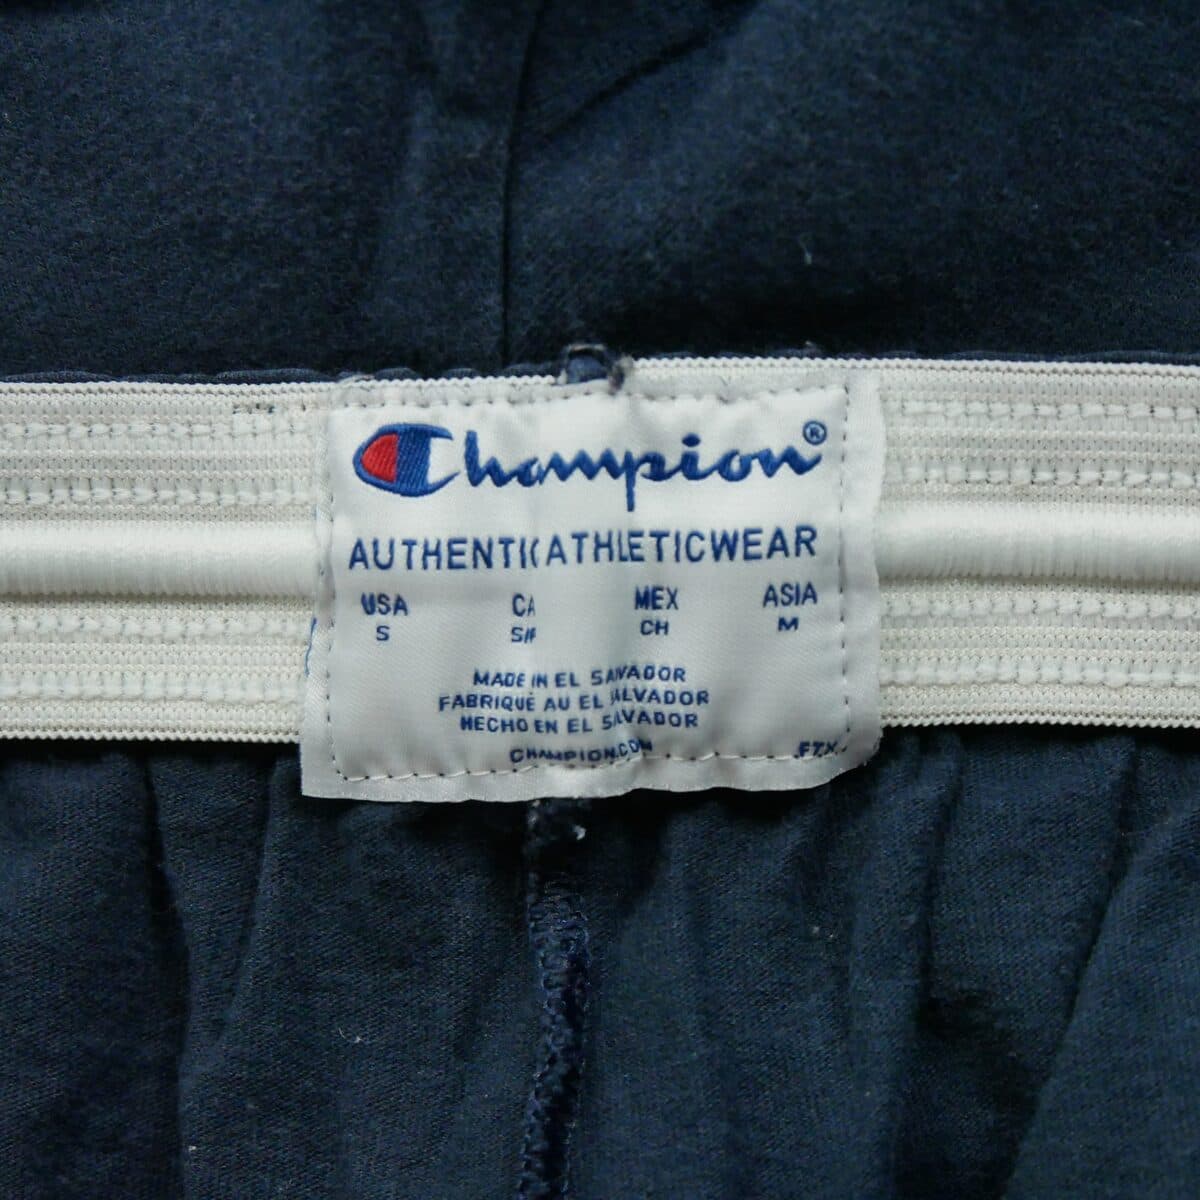 Champion®
AUTHENTIC ATHLETICWEAR
USA CA MEX ASIA
S S/P CH M
MADE IN EL SALVADOR
FABRIQUÉ AU EL SALVADOR
HECHO EN EL SALVADOR
CHAMPION.COM FTX